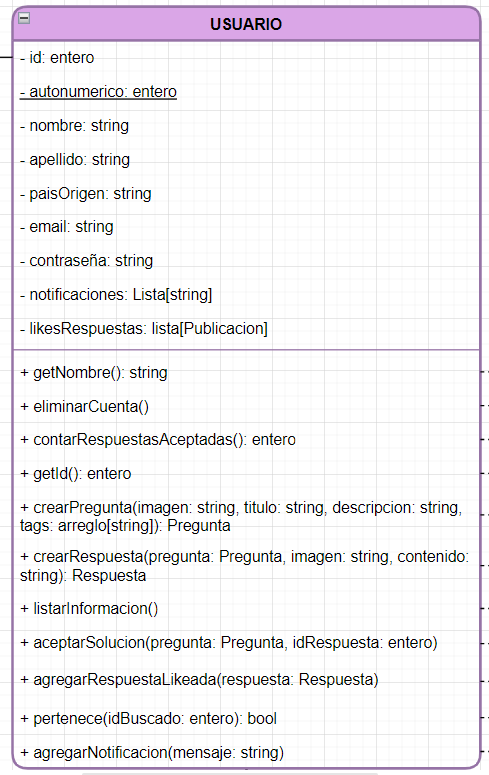 USUARIO
- id: entero
- autonumerico: entero
- nombre: string
- apellido: string
- paisOrigen: string
- email: string
- contraseña: string
- notificaciones: Lista[string]
- likesRespuestas: lista[Publicacion]
+ getNombre(): string
+ eliminarCuenta()
+ contarRespuestasAceptadas(): entero
+ getId(): entero
+ crearPregunta(imagen: string, titulo: string, descripcion: string,
tags: arreglo[string]): Pregunta
+ crearRespuesta(pregunta: Pregunta, imagen: string, contenido:
string): Respuesta
+ listarInformacion()
+ aceptarSolucion(pregunta: Pregunta, idRespuesta: entero)
+ agregarRespuestaLikeada(respuesta: Respuesta)
+ pertenece(idBuscado: entero): bool
+ agregarNotificacion(mensaje: string)